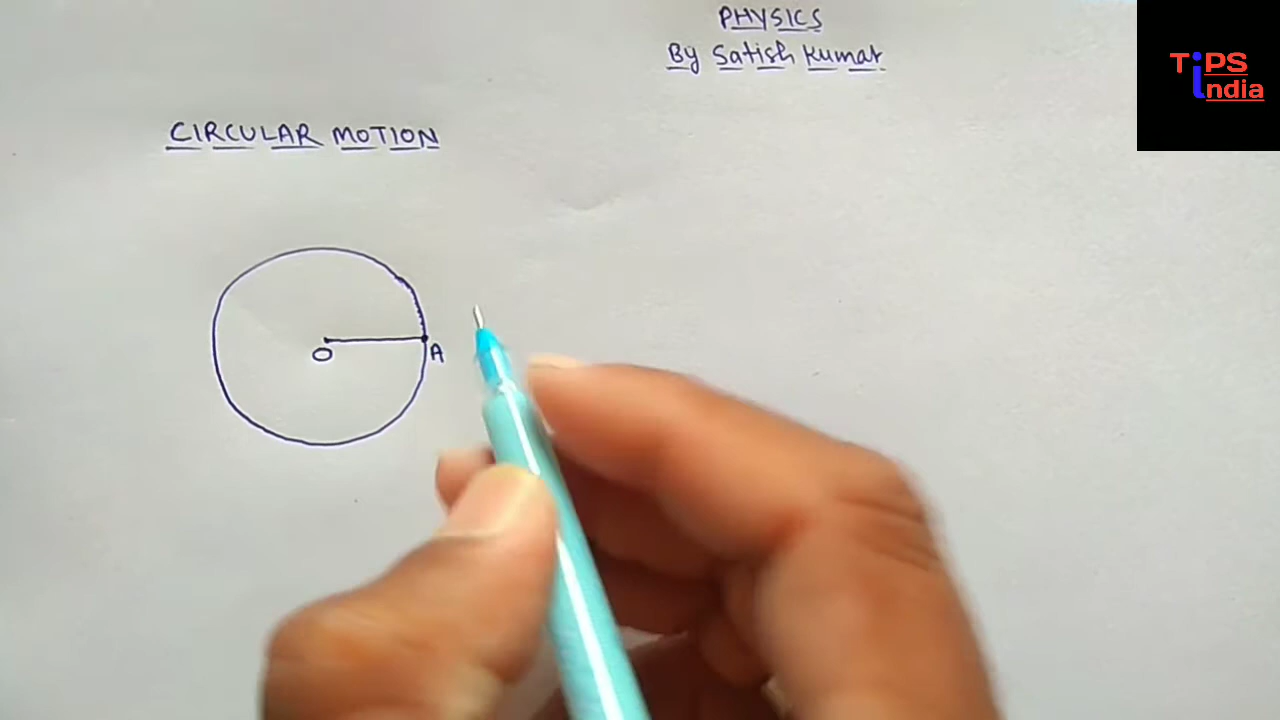 PHYSICS
By Satish Kumar
TiPS
India
CIRCULAR MOTION
O
A